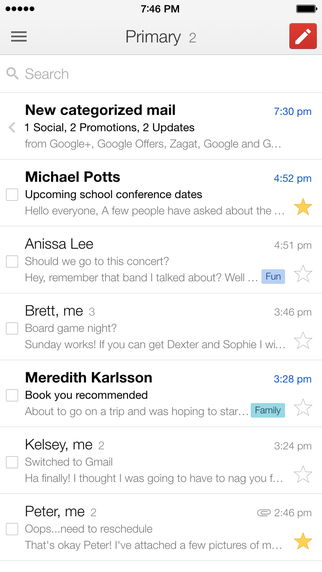 7:46 PM
Primary 2
Search
New categorized mail 7:30 pm
1 Social, 2 Promotions, 2 Updates
from Google+, Google Offers, Zagat, Google and G...
Michael Potts 4:52 pm
Upcoming school conference dates
Hello everyone, A few people have asked about the ...
Anissa Lee 4:51 pm
Should we go to this concert?
Hey, remember that band I talked about? Well ... Fun
Brett, me 3 3:46 pm
Board game night?
Sunday works! If you can get Dexter and Sophie I wi...
Meredith Karlsson 3:28 pm
Book you recommended
About to go on a trip and was hoping to star... Family
Kelsey, me 2 3:24 pm
Switched to Gmail
Ha finally! I thought I was going to have to nag you f...
Peter, me 2 2:46 pm
Oops...need to reschedule
That's okay Peter! I've attached a few pictures of m...